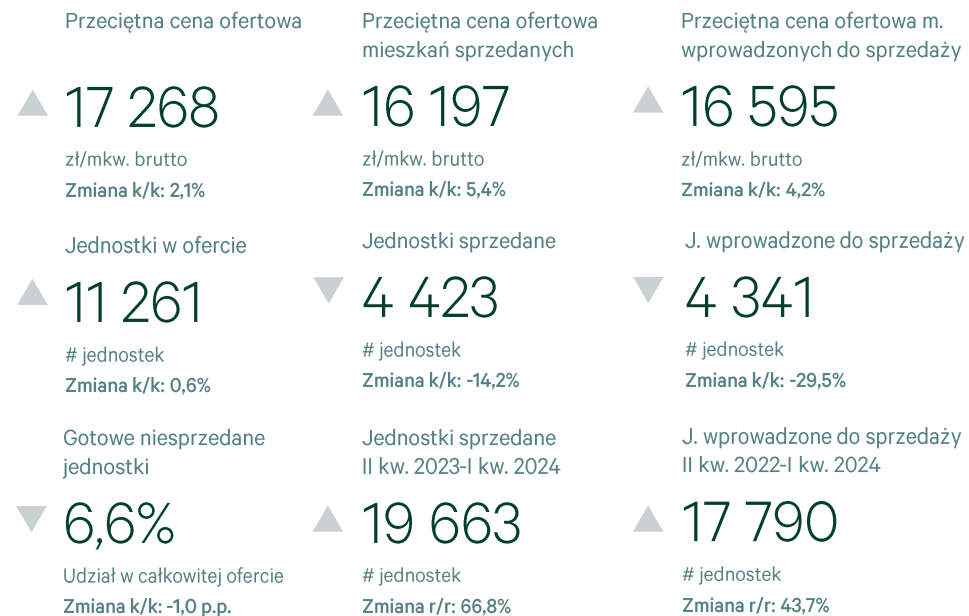 Przeciętna cena ofertowa
17 268
zł/mkw. brutto
Zmiana k/k: 2,1%
Przeciętna cena ofertowa
mieszkań sprzedanych
16 197
zł/mkw. brutto
Zmiana k/k: 5,4%
Przeciętna cena ofertowa m.
wprowadzonych do sprzedaży
16 595
zł/mkw. brutto
Zmiana k/k: 4,2%
Jednostki w ofercie
11 261
# jednostek
Zmiana k/k: 0,6%
Jednostki sprzedane
4 423
# jednostek
Zmiana k/k: -14,2%
J. wprowadzone do sprzedaży
4 341
# jednostek
Zmiana k/k: -29,5%
Gotowe niesprzedane
jednostki
6,6%
Udział w całkowitej ofercie
Zmiana k/k: -1,0 p.p.
Jednostki sprzedane
II kw. 2023-I kw. 2024
19 663
# jednostek
Zmiana r/r: 66,8%
J. wprowadzone do sprzedaży
II kw. 2022-I kw. 2024
17 790
# jednostek
Zmiana r/r: 43,7%